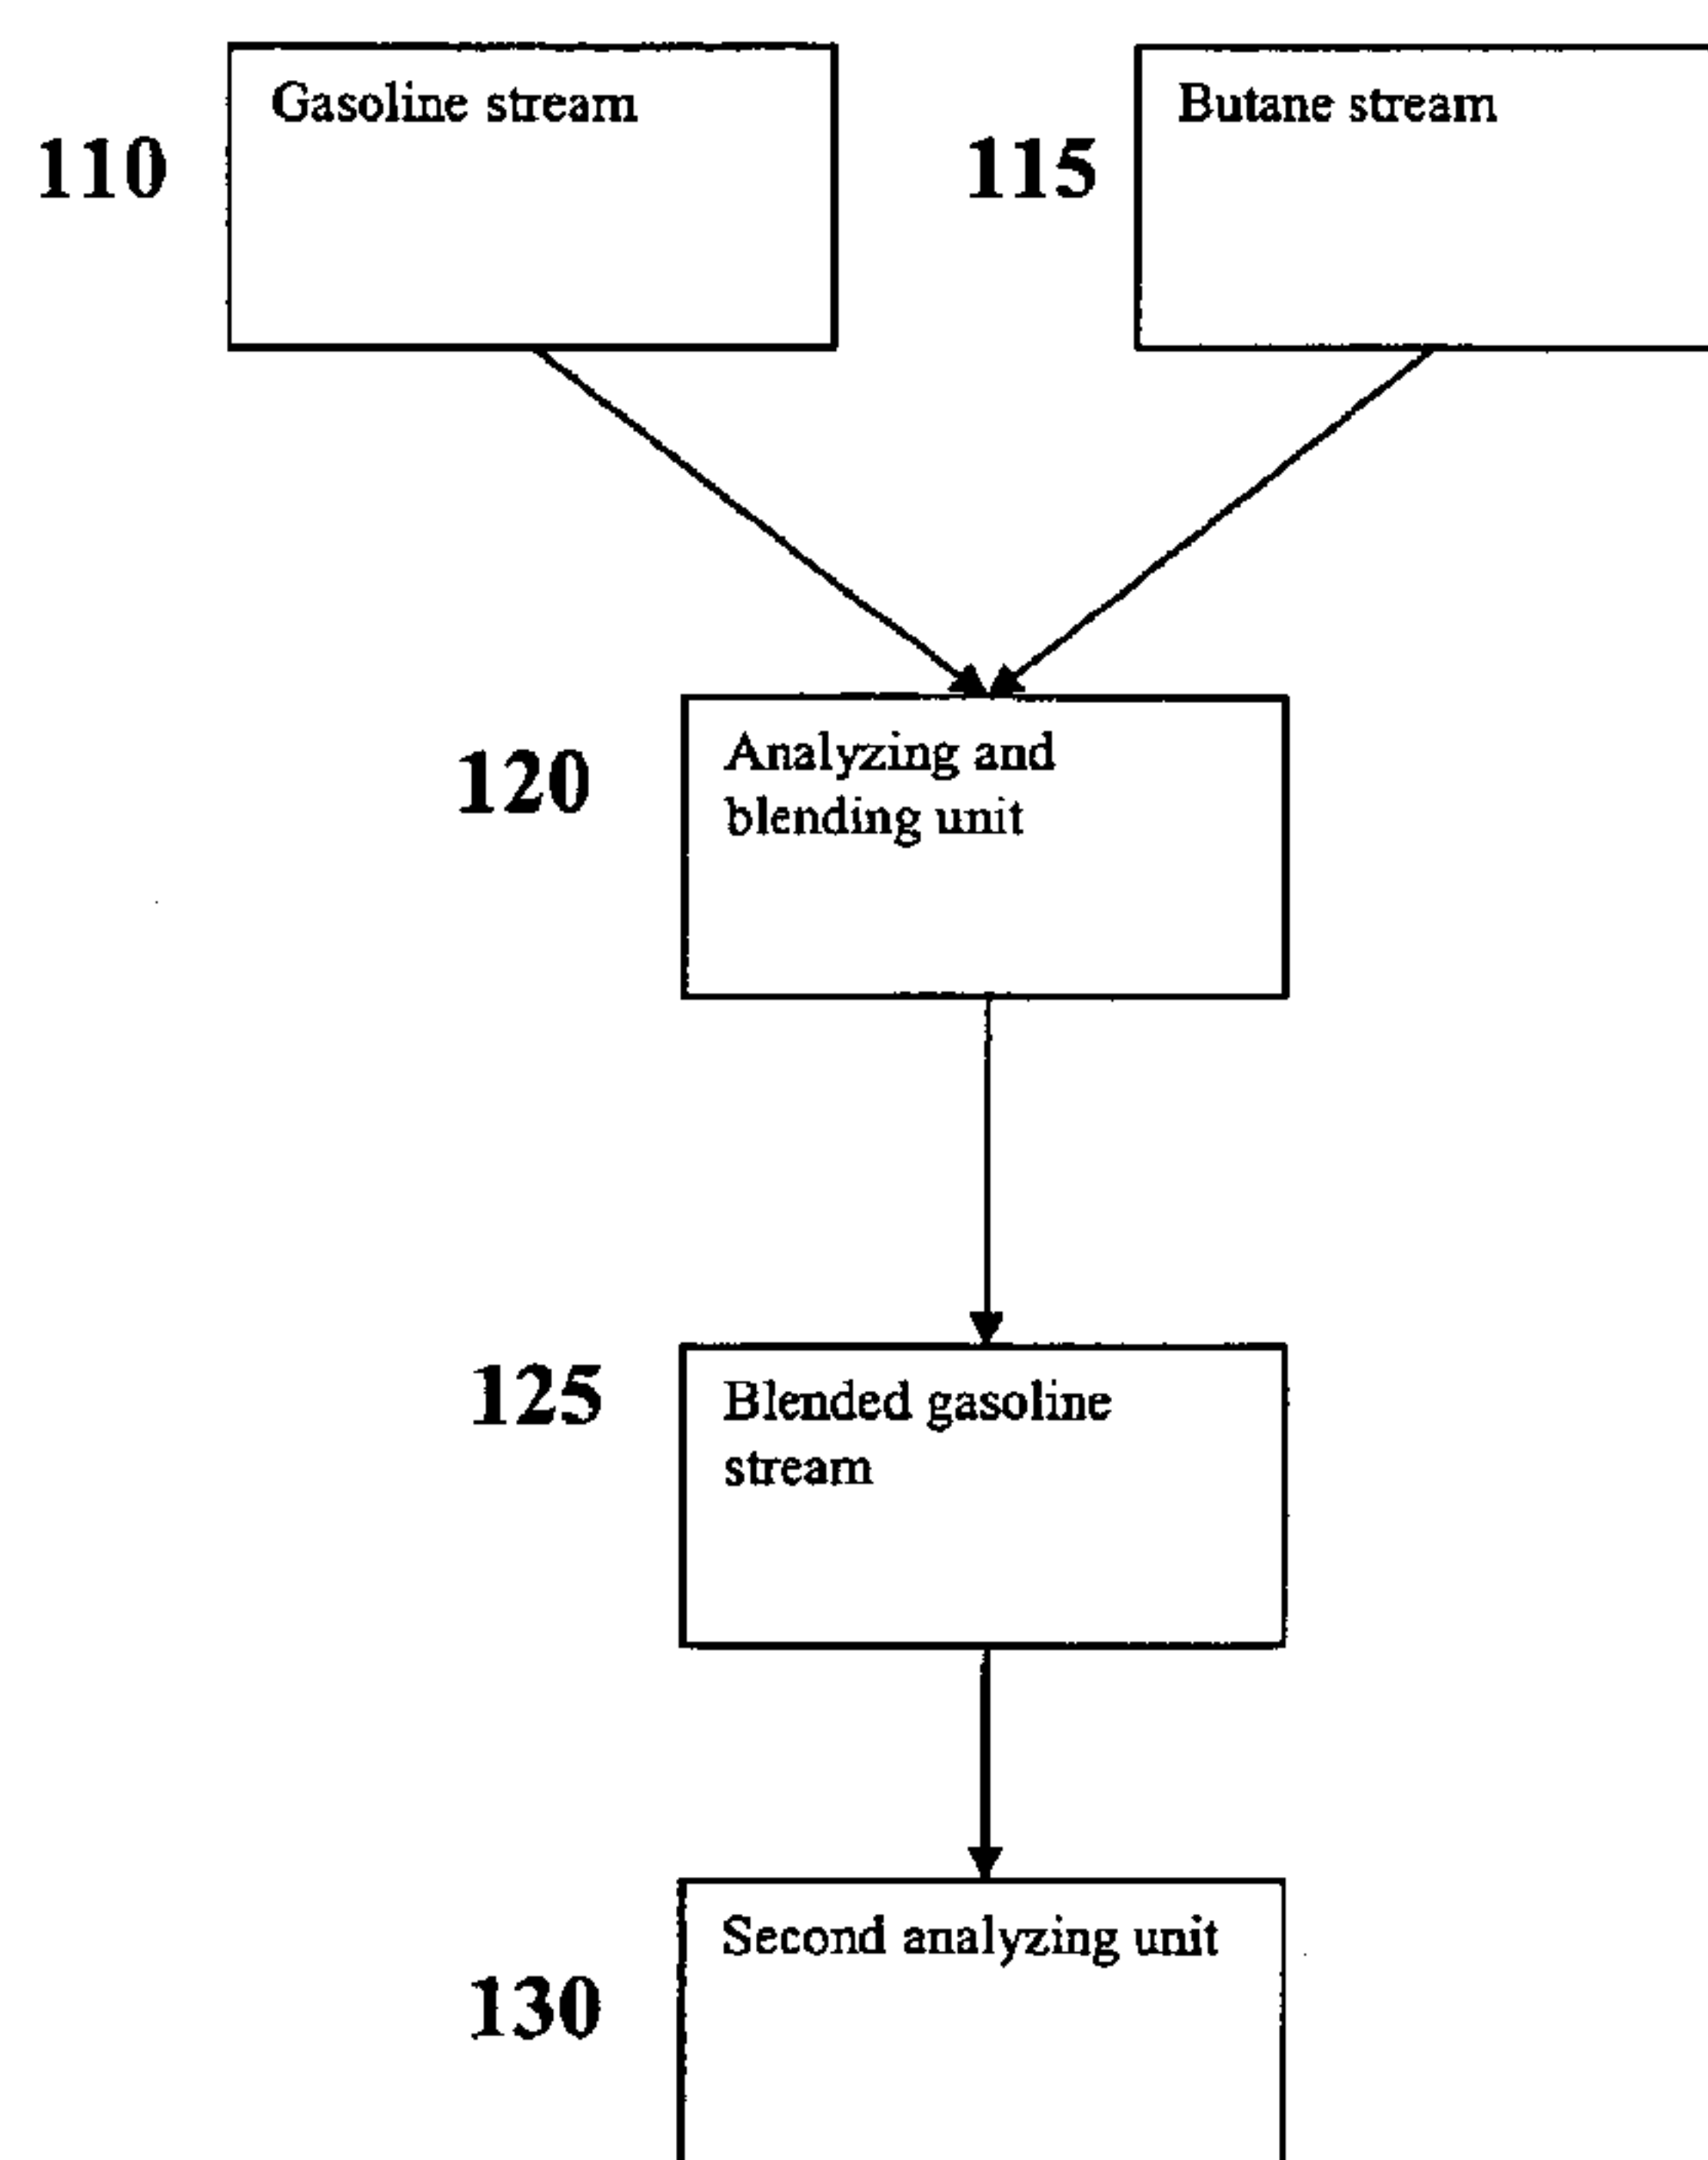 Gasoline stream
110
Butane stream
115
Analyzing and
blending unit
120
Blended gasoline
stream
125
Second analyzing unit
130